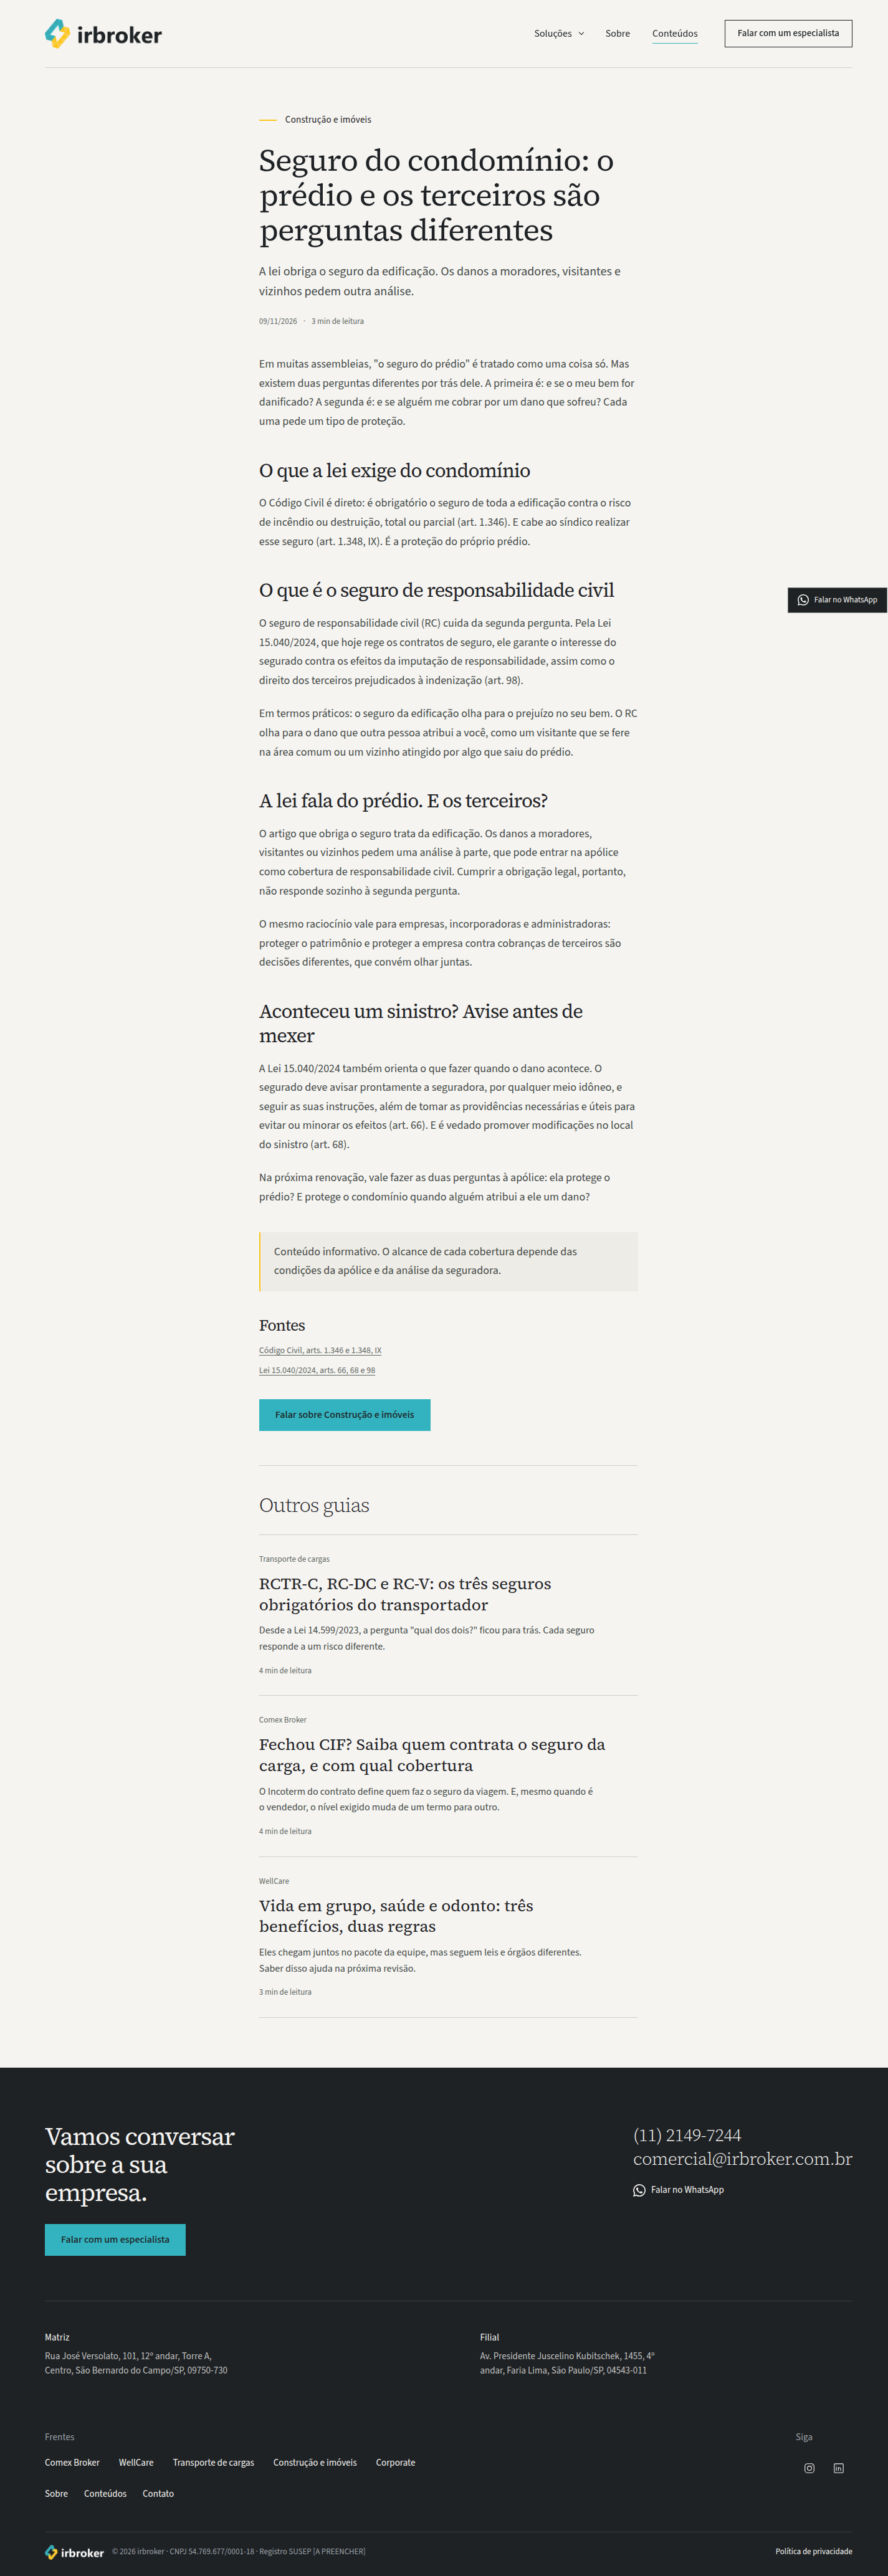 irbroker
Soluções
Sobre
Conteúdos
Falar com um especialista
Construção e imóveis
Seguro do condomínio: o
prédio e os terceiros são
perguntas diferentes
A lei obriga o seguro da edificação. Os danos a moradores, visitantes e
vizinhos pedem outra análise.
09/11/2026 · 3 min de leitura
Em muitas assembleias, "o seguro do prédio" é tratado como uma coisa só. Mas
existem duas perguntas diferentes por trás dele. A primeira é: e se o meu bem for
danificado? A segunda é: e se alguém me cobrar por um dano que sofreu? Cada
uma pede um tipo de proteção.
O que a lei exige do condomínio
O Código Civil é direto: é obrigatório o seguro de toda a edificação contra o risco
de incêndio ou destruição, total ou parcial (art. 1.346). E cabe ao síndico realizar
esse seguro (art. 1.348, IX). É a proteção do próprio prédio.
O que é o seguro de responsabilidade civil
Falar no WhatsApp
O seguro de responsabilidade civil (RC) cuida da segunda pergunta. Pela Lei
15.040/2024, que hoje rege os contratos de seguro, ele garante o interesse do
segurado contra os efeitos da imputação de responsabilidade, assim como o
direito dos terceiros prejudicados à indenização (art. 98).
Em termos práticos: o seguro da edificação olha para o prejuízo no seu bem. O RC
olha para o dano que outra pessoa atribui a você, como um visitante que se fere
na área comum ou um vizinho atingido por algo que saiu do prédio.
A lei fala do prédio. E os terceiros?
O artigo que obriga o seguro trata da edificação. Os danos a moradores,
visitantes ou vizinhos pedem uma análise à parte, que pode entrar na apólice
como cobertura de responsabilidade civil. Cumprir a obrigação legal, portanto,
não responde sozinho à segunda pergunta.
O mesmo raciocínio vale para empresas, incorporadoras e administradoras:
proteger o patrimônio e proteger a empresa contra cobranças de terceiros são
decisões diferentes, que convém olhar juntas.
Aconteceu um sinistro? Avise antes de
mexer
A Lei 15.040/2024 também orienta o que fazer quando o dano acontece. O
segurado deve avisar prontamente a seguradora, por qualquer meio idôneo, e
seguir as suas instruções, além de tomar as providências necessárias e úteis para
evitar ou minorar os efeitos (art. 66). E é vedado promover modificações no local
do sinistro (art. 68).
Na próxima renovação, vale fazer as duas perguntas à apólice: ela protege o
prédio? E protege o condomínio quando alguém atribui a ele um dano?
Conteúdo informativo. O alcance de cada cobertura depende das
condições da apólice e da análise da seguradora.
Fontes
Código Civil, arts. 1.346 e 1.348, IX
Lei 15.040/2024, arts. 66, 68 e 98
Falar sobre Construção e imóveis
Outros guias
Transporte de cargas
RCTR-C, RC-DC e RC-V: os três seguros
obrigatórios do transportador
Desde a Lei 14.599/2023, a pergunta "qual dos dois?" ficou para trás. Cada seguro
responde a um risco diferente.
4 min de leitura
Comex Broker
Fechou CIF? Saiba quem contrata o seguro da
carga, e com qual cobertura
O Incoterm do contrato define quem faz o seguro da viagem. E, mesmo quando é
o vendedor, o nível exigido muda de um termo para outro.
4 min de leitura
WellCare
Vida em grupo, saúde e odonto: três
benefícios, duas regras
Eles chegam juntos no pacote da equipe, mas seguem leis e órgãos diferentes.
Saber disso ajuda na próxima revisão.
3 min de leitura
Vamos conversar
sobre a sua
empresa.
Falar com um especialista
(11) 2149-7244
comercial@irbroker.com.br
Falar no WhatsApp
Matriz
Rua José Versolato, 101, 12º andar, Torre A,
Centro, São Bernardo do Campo/SP, 09750-730
Filial
Av. Presidente Juscelino Kubitschek, 1455, 4º
andar, Faria Lima, São Paulo/SP, 04543-011
Frentes
Comex Broker
WellCare
Transporte de cargas
Construção e imóveis
Corporate
Sobre
Conteúdos
Contato
Siga
irbroker
© 2026 irbroker · CNPJ 54.769.677/0001-18 · Registro SUSEP [A PREENCHER]
Política de privacidade